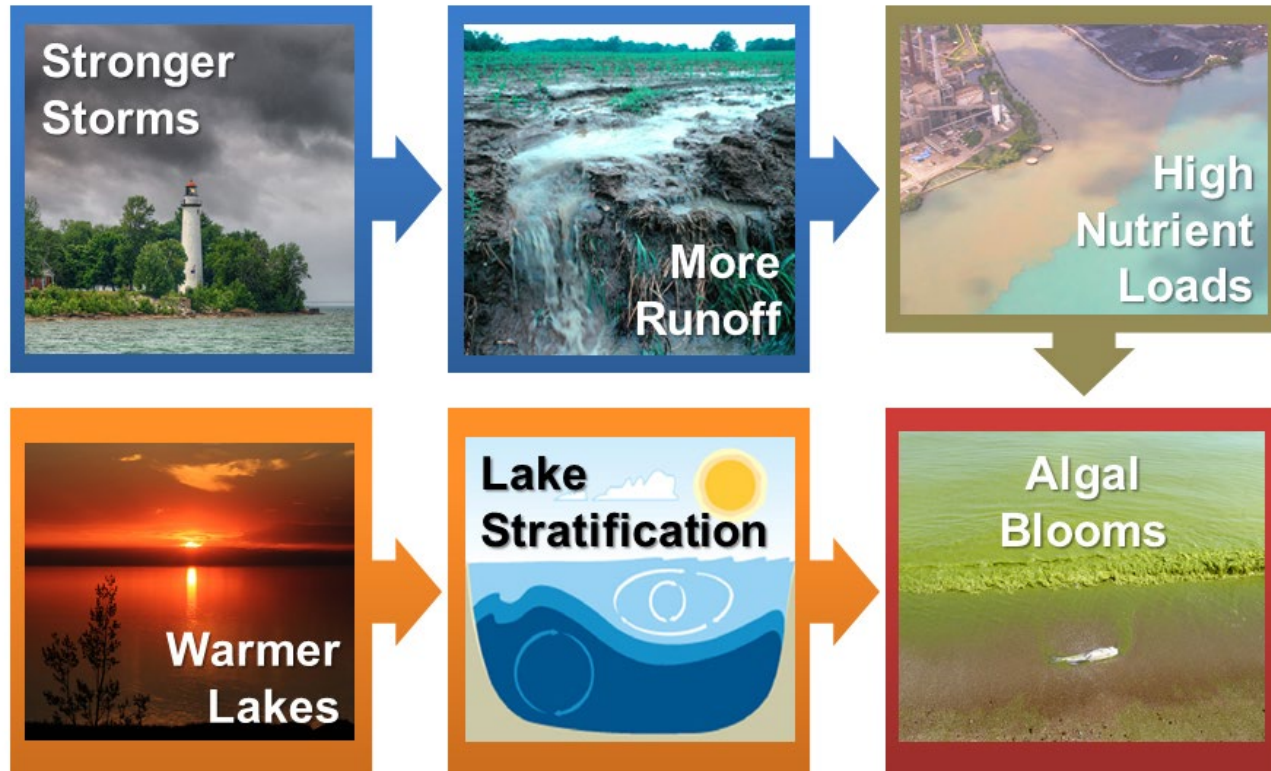 Stronger
Storms
More
Runoff
High
Nutrient
Loads
Warmer
Lakes
Lake
Stratification
Algal
Blooms